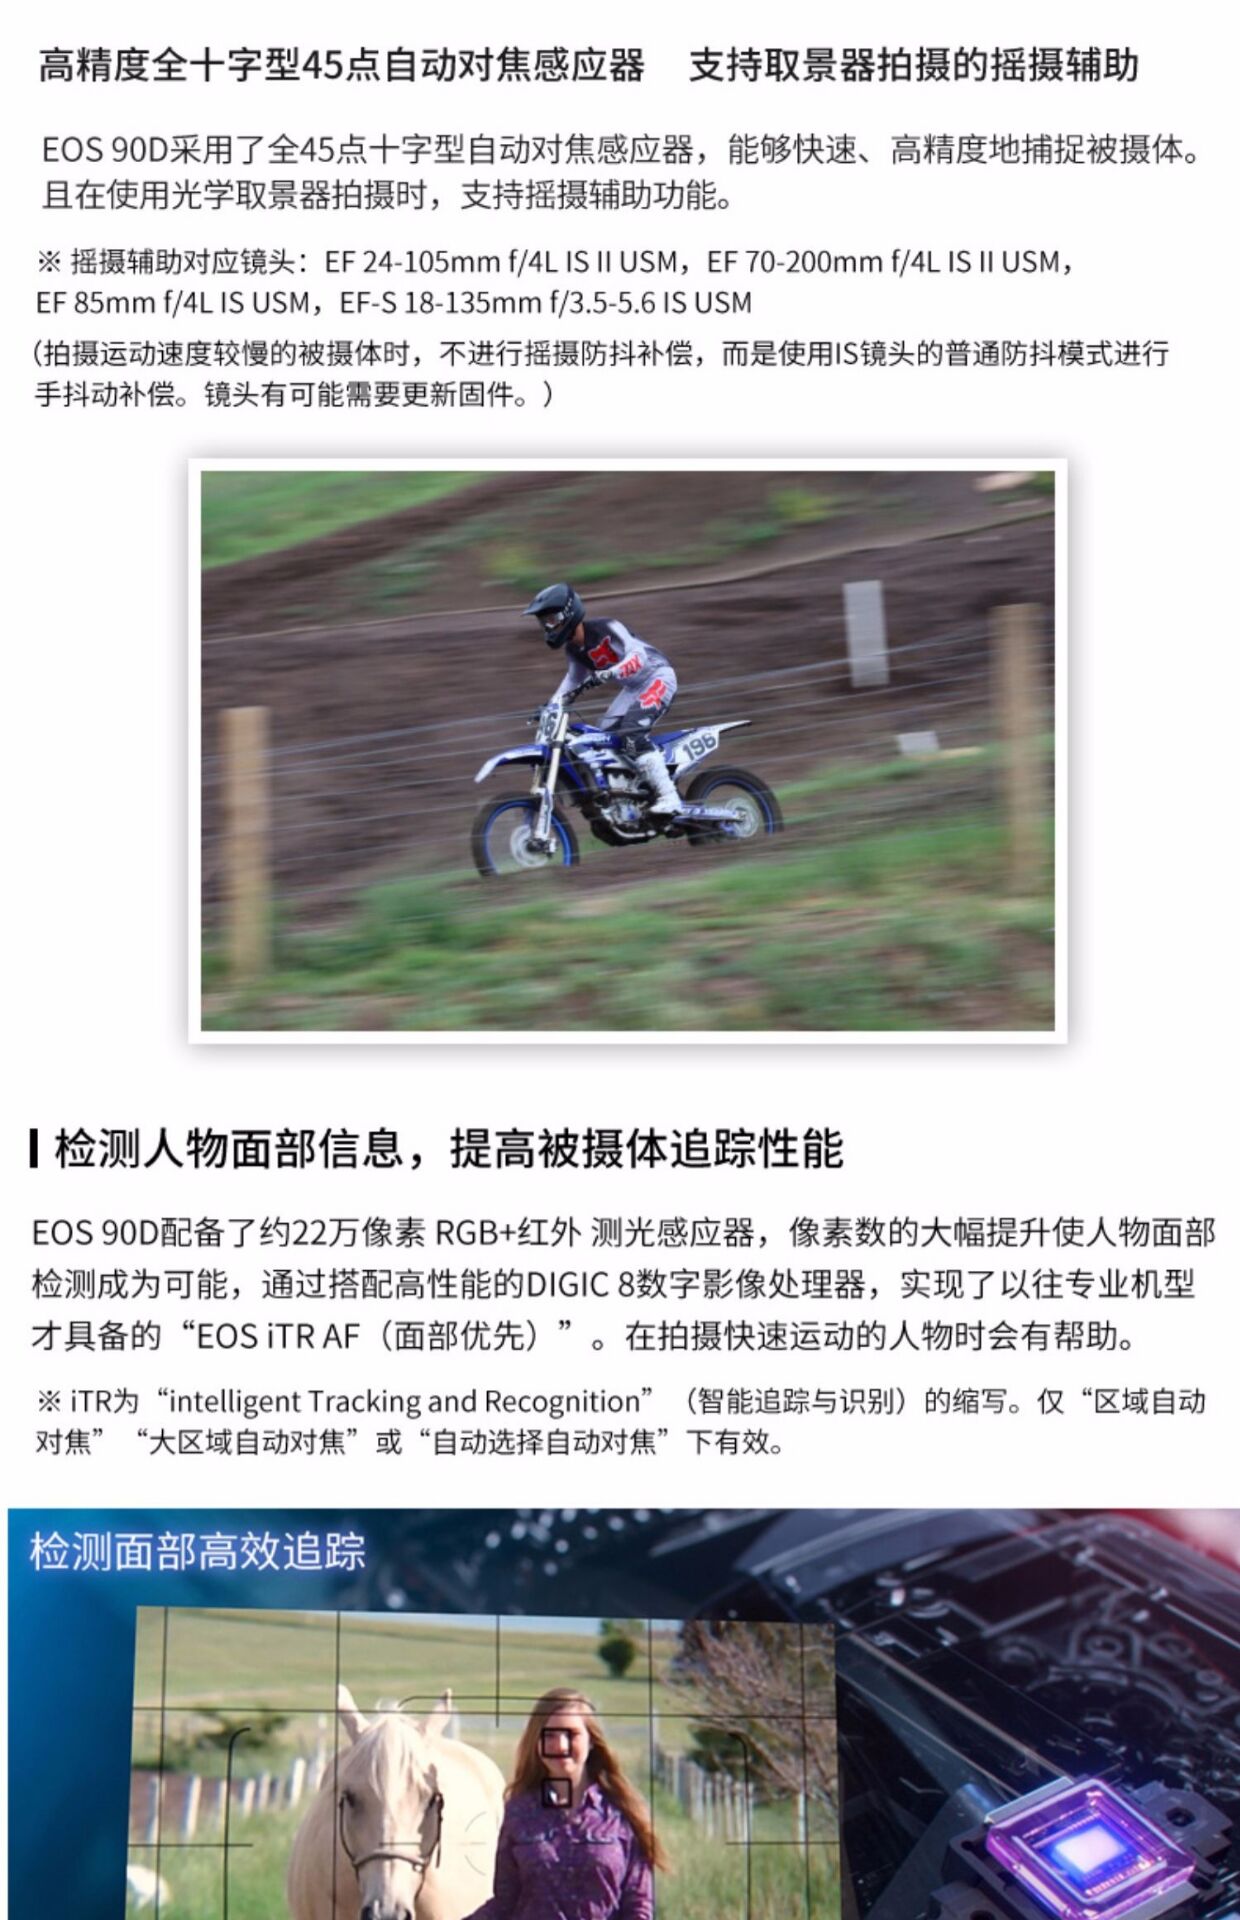 高精度全十字型45点自动对焦感应器 支持取景器拍摄的摇摄辅助
EOS 90D采用了全45点十字型自动对焦感应器，能够快速、高精度地捕捉被摄体。
且在使用光学取景器拍摄时，支持摇摄辅助功能。
※ 摇摄辅助对应镜头：EF 24-105mm f/4L IS II USM，EF 70-200mm f/4L IS II USM，
EF 85mm f/4L IS USM，EF-S 18-135mm f/3.5-5.6 IS USM
（拍摄运动速度较慢的被摄体时，不进行摇摄防抖补偿，而是使用IS镜头的普通防抖模式进行
手抖动补偿。镜头有可能需要更新固件。）
196
检测人物面部信息，提高被摄体追踪性能
EOS 90D配备了约22万像素 RGB+红外 测光感应器，像素数的大幅提升使人物面部
检测成为可能，通过搭配高性能的DIGIC 8数字影像处理器，实现了以往专业机型
才具备的“EOS iTR AF（面部优先）”。在拍摄快速运动的人物时会有帮助。
※ iTR为“intelligent Tracking and Recognition”（智能追踪与识别）的缩写。仅“区域自动
对焦”“大区域自动对焦”或“自动选择自动对焦”下有效。
检测面部高效追踪